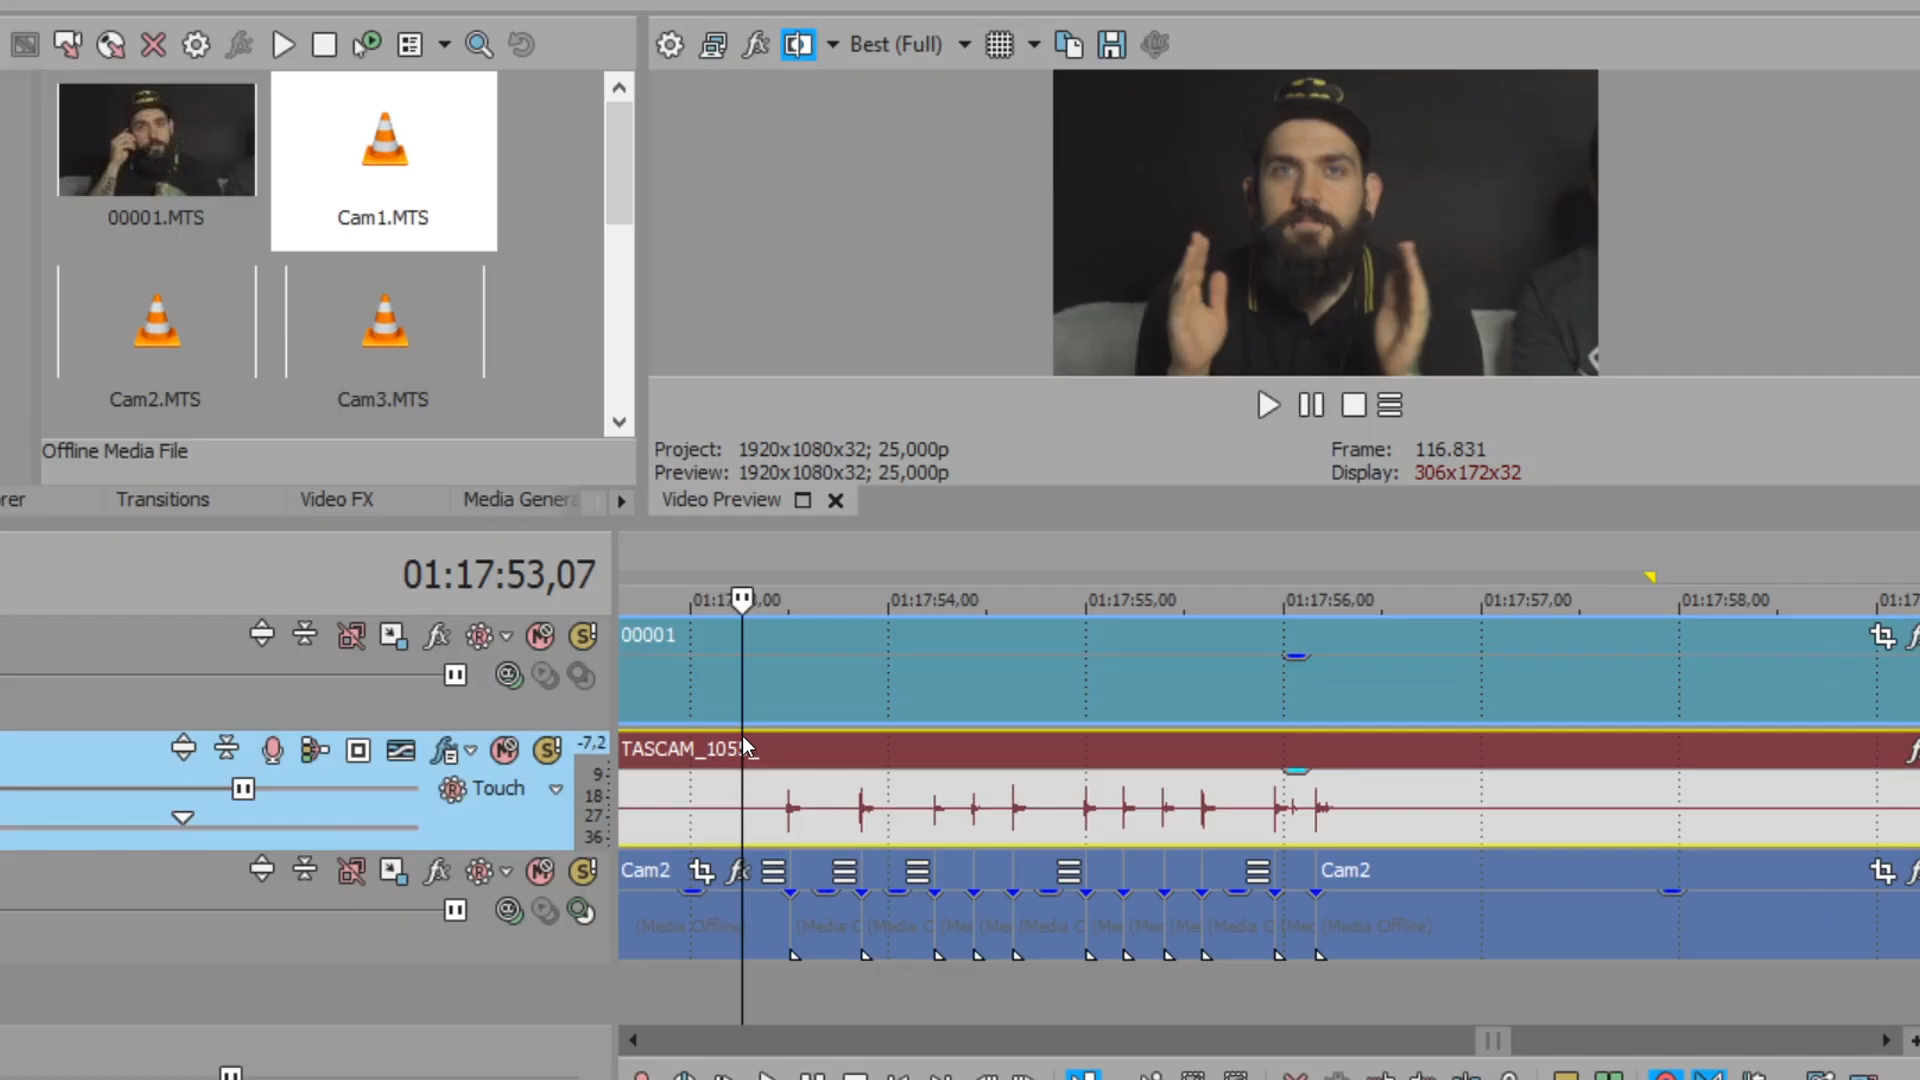 Best (Full)
00001.MTS
Cam1.MTS
Cam2.MTS
Cam3.MTS
Offline Media File
Project: 1920x1080x32; 25,000p
Frame: 116.831
Preview: 1920x1080x32; 25,000p
Display: 306x172x32
Transitions
Video FX
Media Genera
Video Preview
01:17:53,07
01:17:54,00
01:17:55,00
01:17:56,00
01:17:57,00
01:17:58,00
01:17
00001
-7,2
TASCAM_105
Touch
9
18
27
36
Cam2
Cam2
(Media Offline)
(Media O
(Media O
(Me
(Me
(Media O
(Me
(Med
(Me
(Media O
(Med
(Media Offline)